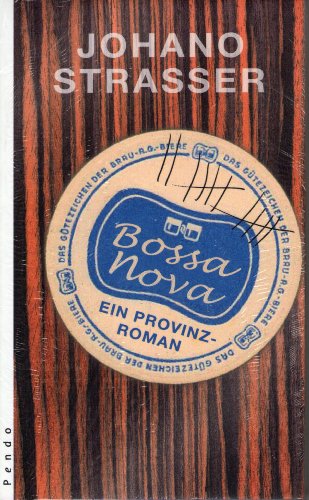 JOHANO
STRASSER
DAS GÜTEZEICHEN DER BRAU-A.G.-BIERE
DAS GÜTEZEICHEN DER BRAU-A.G.-BIERE
DAS GÜTEZEICHEN DER BRAU-A.G.-BIERE
Bossa
Nova
EIN PROVINZ-
ROMAN
Pendo